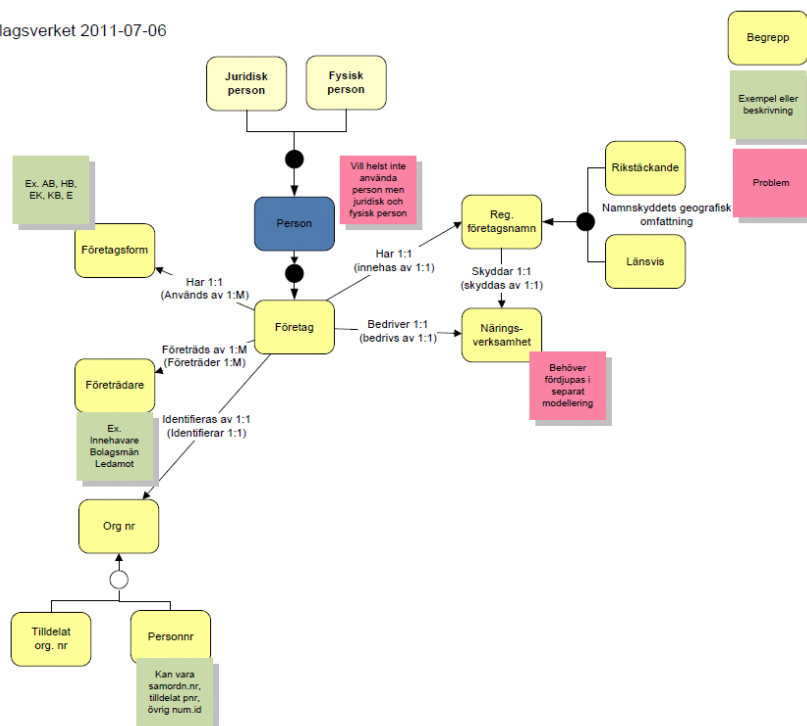 lagsverket 2011-07-06
Begrepp
Juridisk
person
Fysisk
person
Exempel eller
beskrivning
Ex. AB, HB,
EK, KB, E
Vill helst inte
använda
person men
juridisk och
fysisk person
Rikstäckande
Problem
Person
Reg.
företagsnamn
Namnskyddets geografisk
omfattning
Företagsform
Har 1:1
(innehas av 1:1)
Länsvis
Har 1:1
(Används av 1:M)
Skyddar 1:1
(skyddas av 1:1)
Företag
Bedriver 1:1
(bedrivs av 1:1)
Närings-
verksamhet
Företräds av 1:M
(Företräder 1:M)
Behöver
fördjupas i
separat
modellering
Företrädare
Identifieras av 1:1
(Identifierar 1:1)
Ex.
Innehavare
Bolagsmän
Ledamot
Org nr
Tilldelat
org. nr
Personnr
Kan vara
samordn.nr,
tilldelat pnr,
övrig num.id